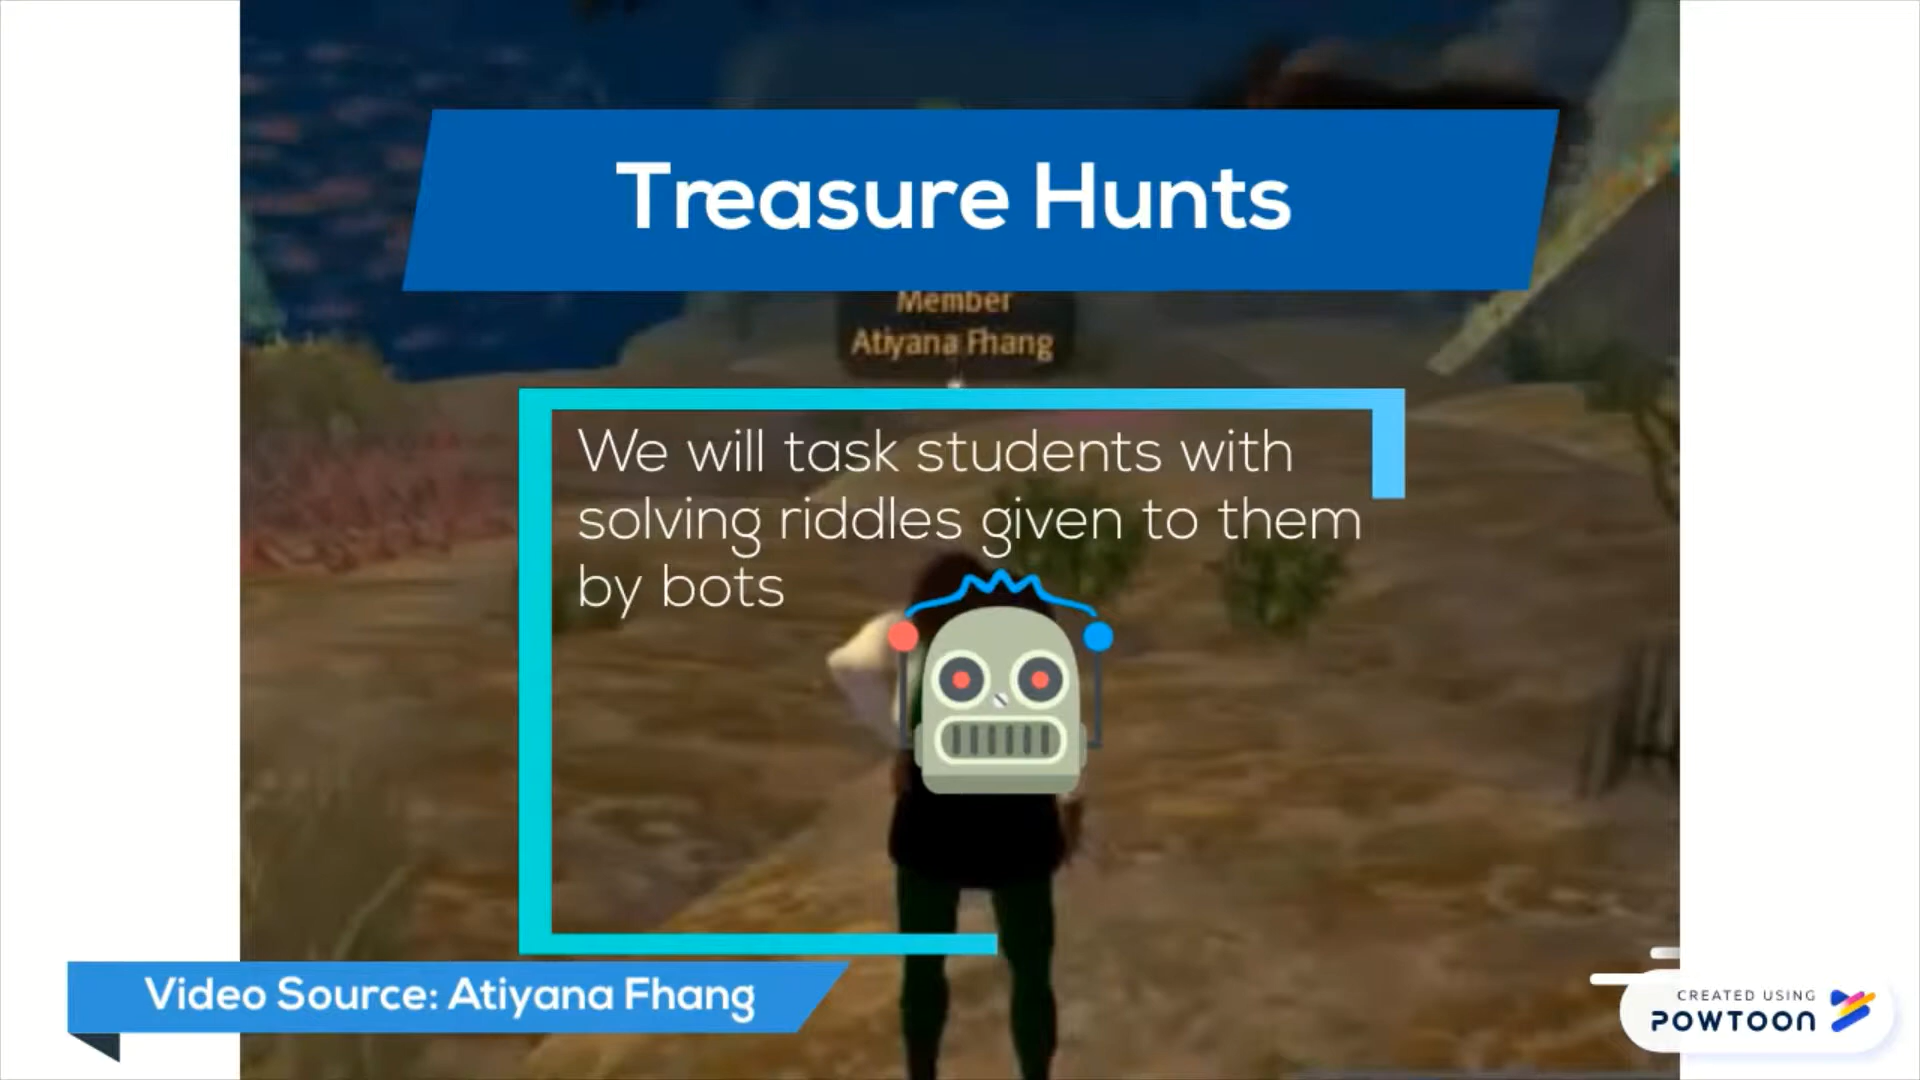 Treasure Hunts
Member
Atiyana Fhang
We will task students with
solving riddles given to them
by bots
Video Source: Atiyana Fhang
CREATED USING
POWTOON